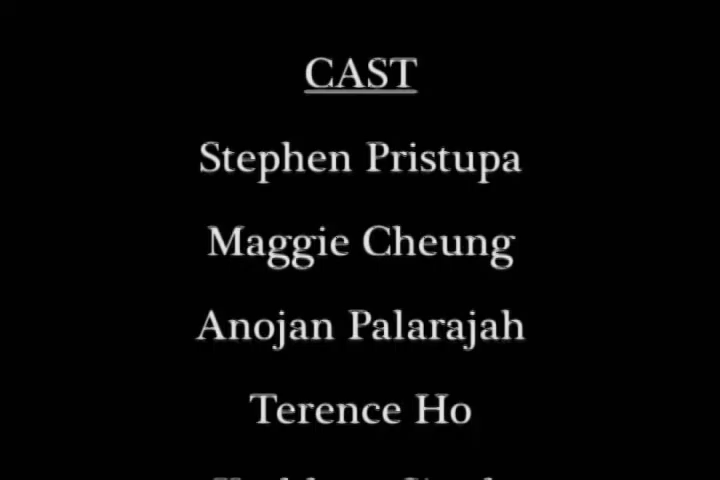 CAST
Stephen Pristupa
Maggie Cheung
Anojan Palarajah
Terence Ho